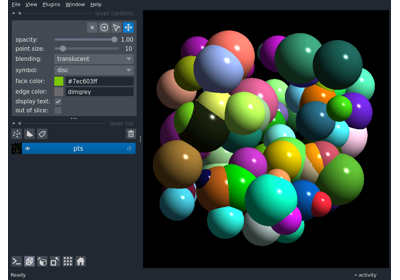 File View Plugins Window Help
layer controls
opacity: 1.00
point size: 10
blending: translucent
symbol: disc
face color: #7ec603ff
edge color: dimgrey
display text: ✓
out of slice:
layer list
pts
Ready
activity